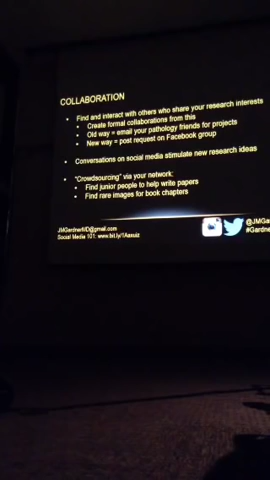 COLLABORATION
• Find and interact with others who share your research interests
• Create formal collaborations from this
• Old way = email your pathology friends for projects
• New way = post request on Facebook group
• Conversations on social media stimulate new research ideas
• "Crowdsourcing" via your network:
• Find junior people to help write papers
• Find rare images for book chapters
JMGardnerMD@gmail.com
Social Media 101:
@JMGa
#Gardne